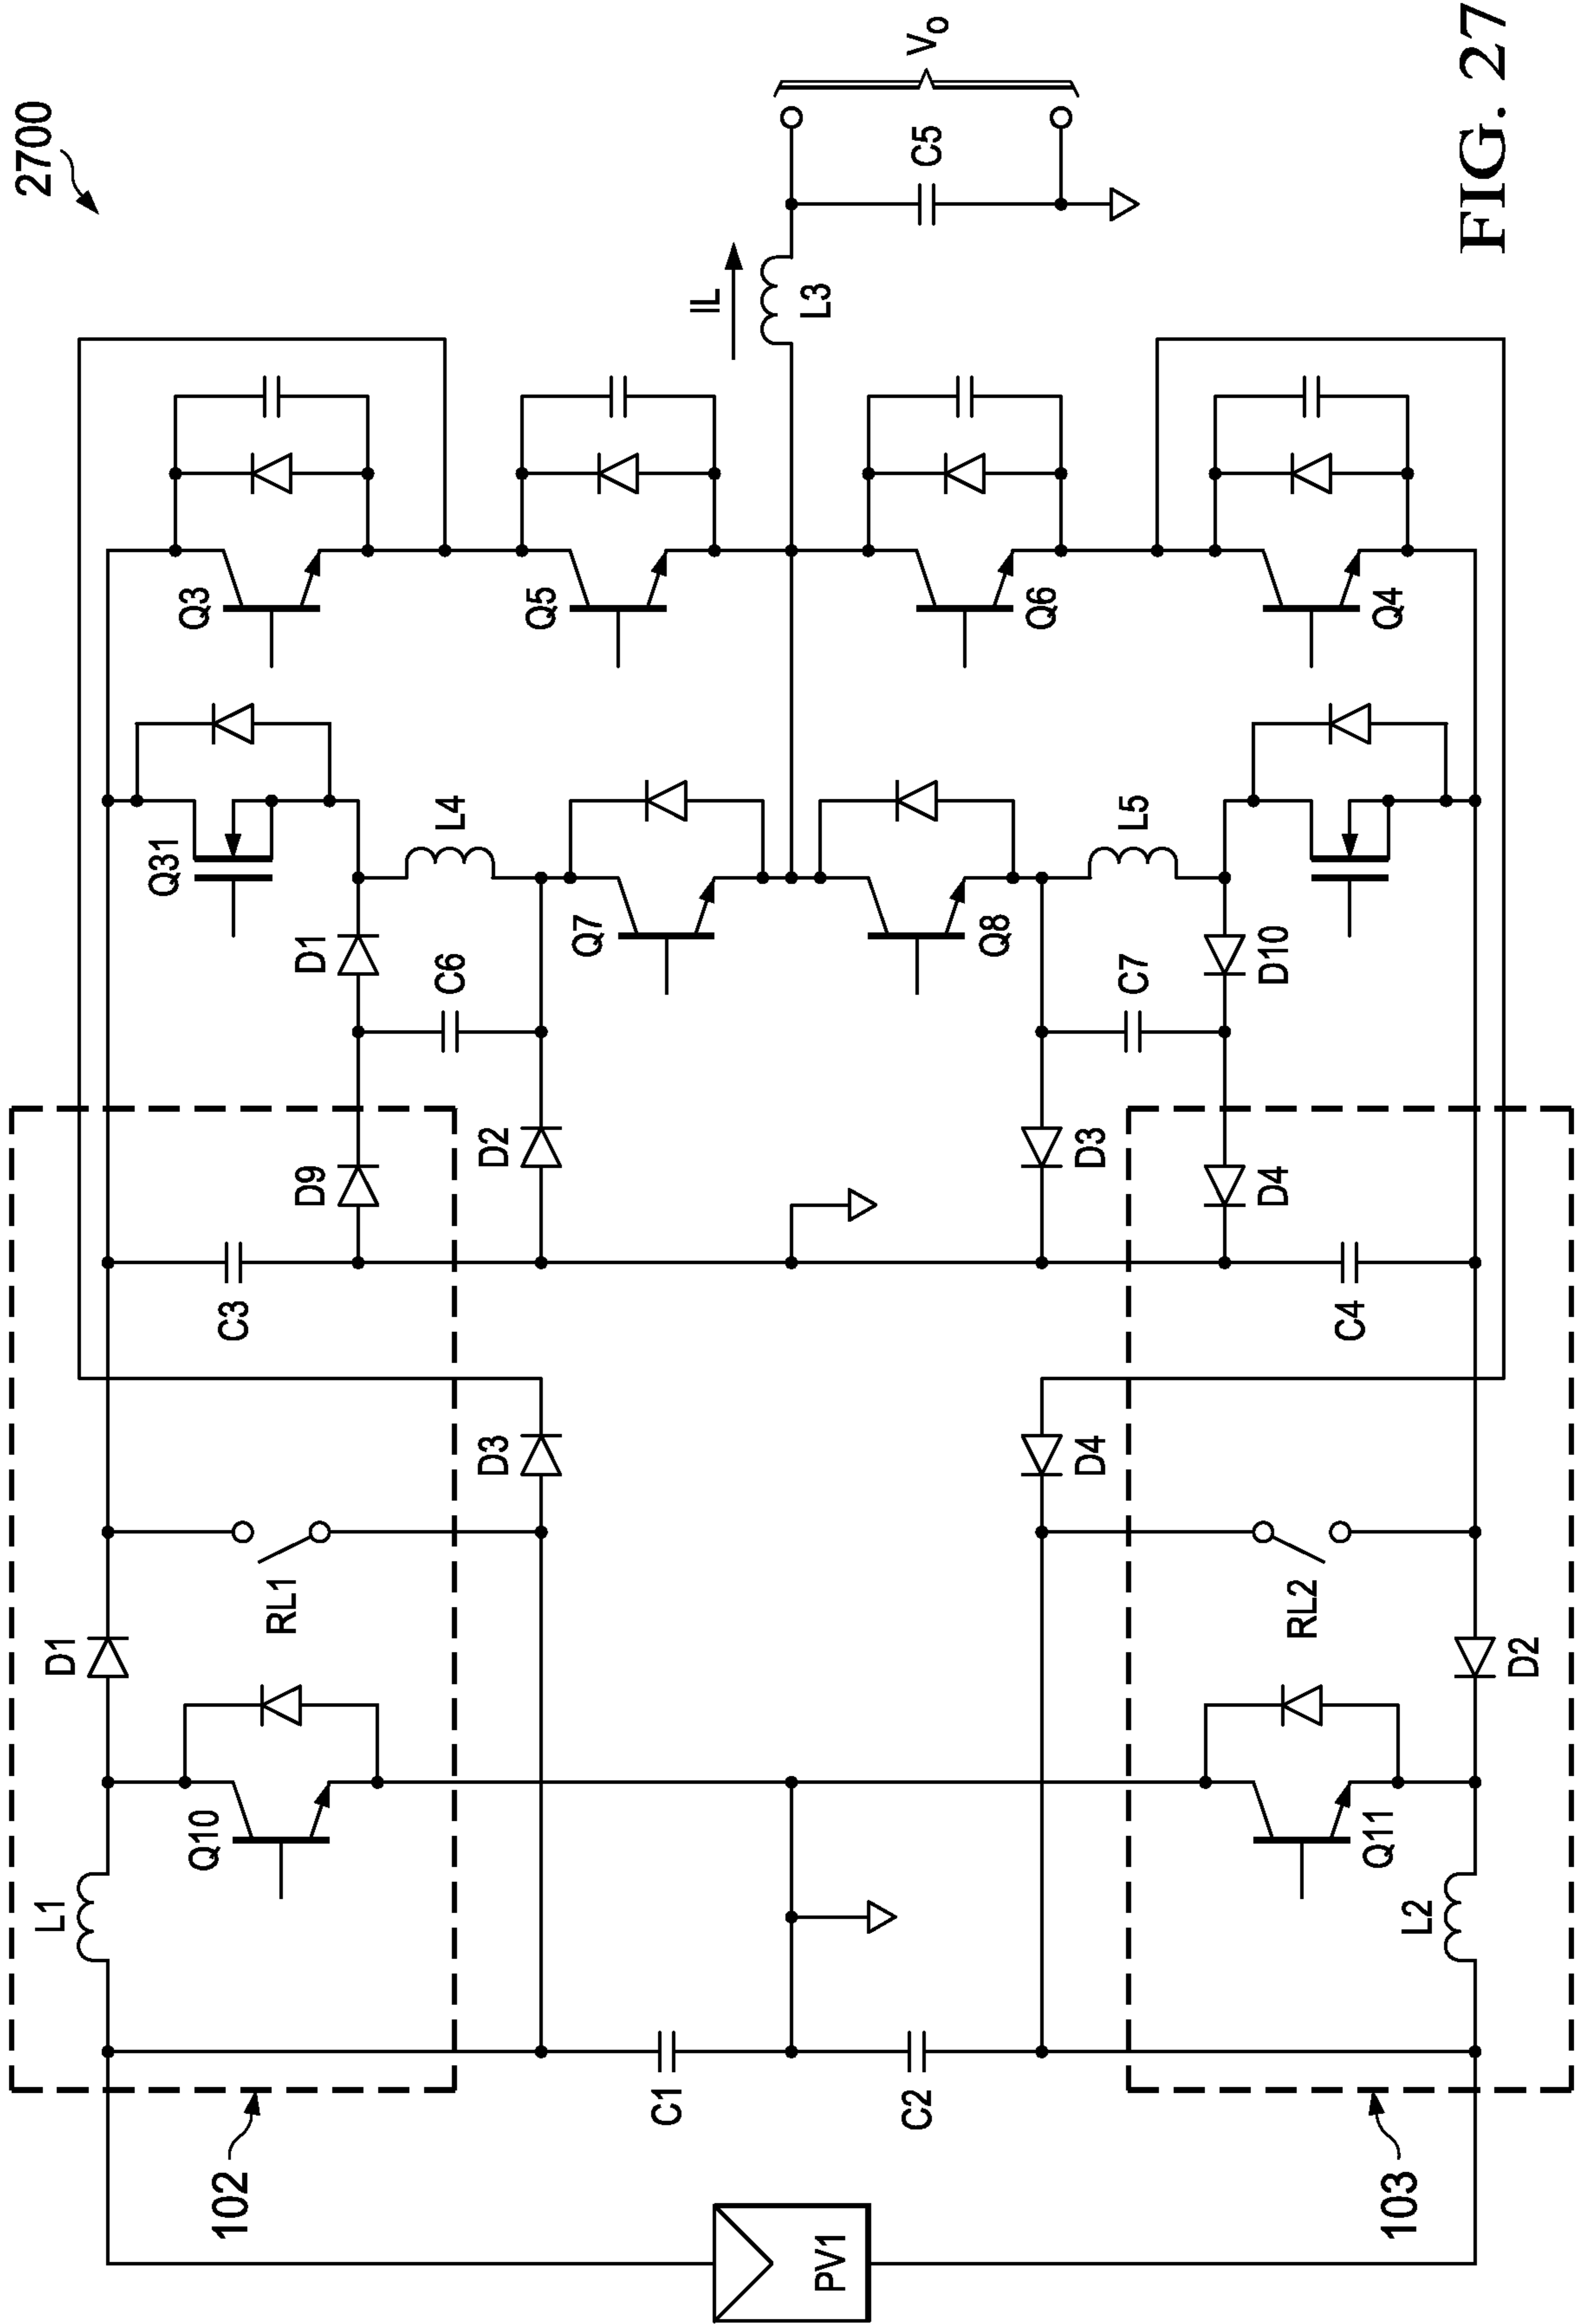 2700
102
L1
D1
Q10
RL1
C3
D9
D1
Q31
Q3
D3
D2
C6
L4
Q5
IL
L3
Vo
C5
PV1
C1
C2
Q7
Q8
D4
D3
C7
L5
Q6
103
L2
Q11
D2
RL2
C4
D4
D10
Q4
FIG. 27